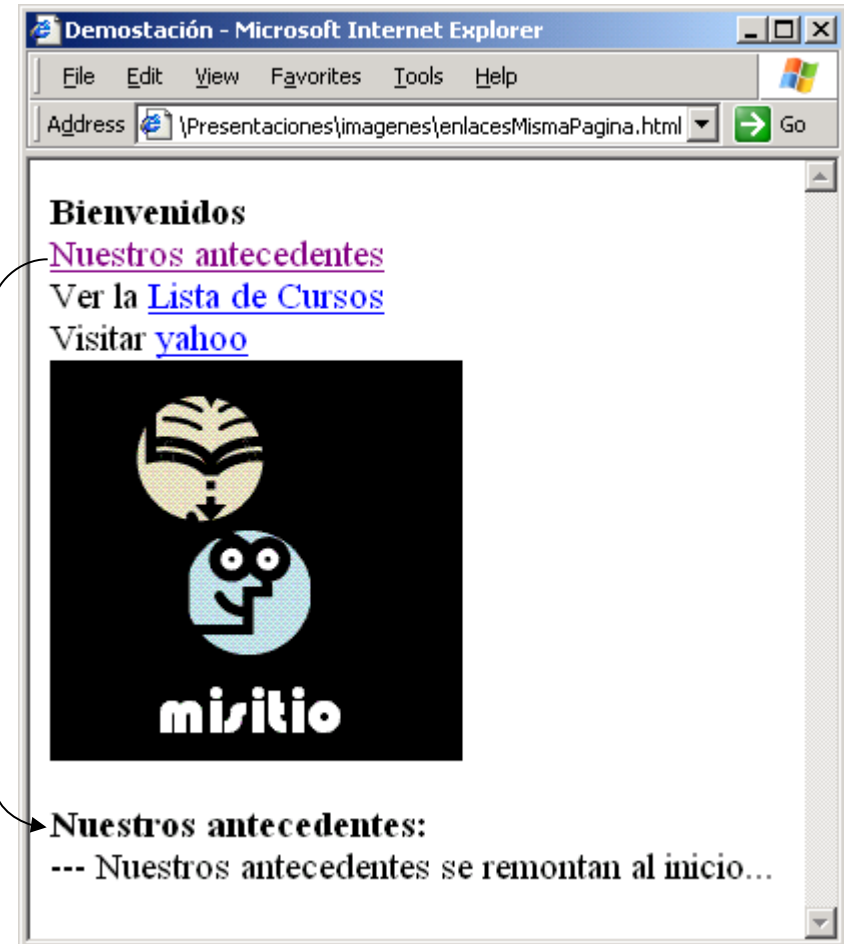 Demostación - Microsoft Internet Explorer
File Edit View Favorites Tools Help
Address \Presentaciones\imagenes\enlacesMismaPagina.html Go
Bienvenidos
Nuestros antecedentes
Ver la Lista de Cursos
Visitar yahoo
misitio
Nuestros antecedentes:
--- Nuestros antecedentes se remontan al inicio...